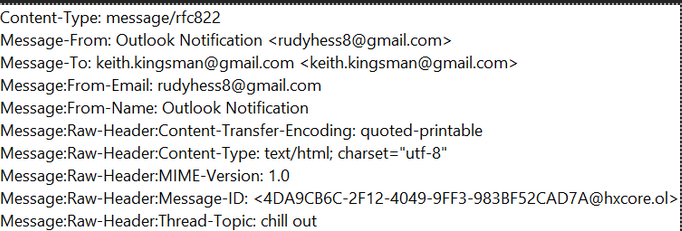 Content-Type: message/rfc822
Message-From: Outlook Notification <rudyhess8@gmail.com>
Message-To: keith.kingsman@gmail.com <keith.kingsman@gmail.com>
Message:From-Email: rudyhess8@gmail.com
Message:From-Name: Outlook Notification
Message:Raw-Header:Content-Transfer-Encoding: quoted-printable
Message:Raw-Header:Content-Type: text/html; charset="utf-8"
Message:Raw-Header:MIME-Version: 1.0
Message:Raw-Header:Message-ID: <4DA9CB6C-2F12-4049-9FF3-983BF52CAD7A@hxcore.ol>
Message:Raw-Header:Thread-Topic: chill out